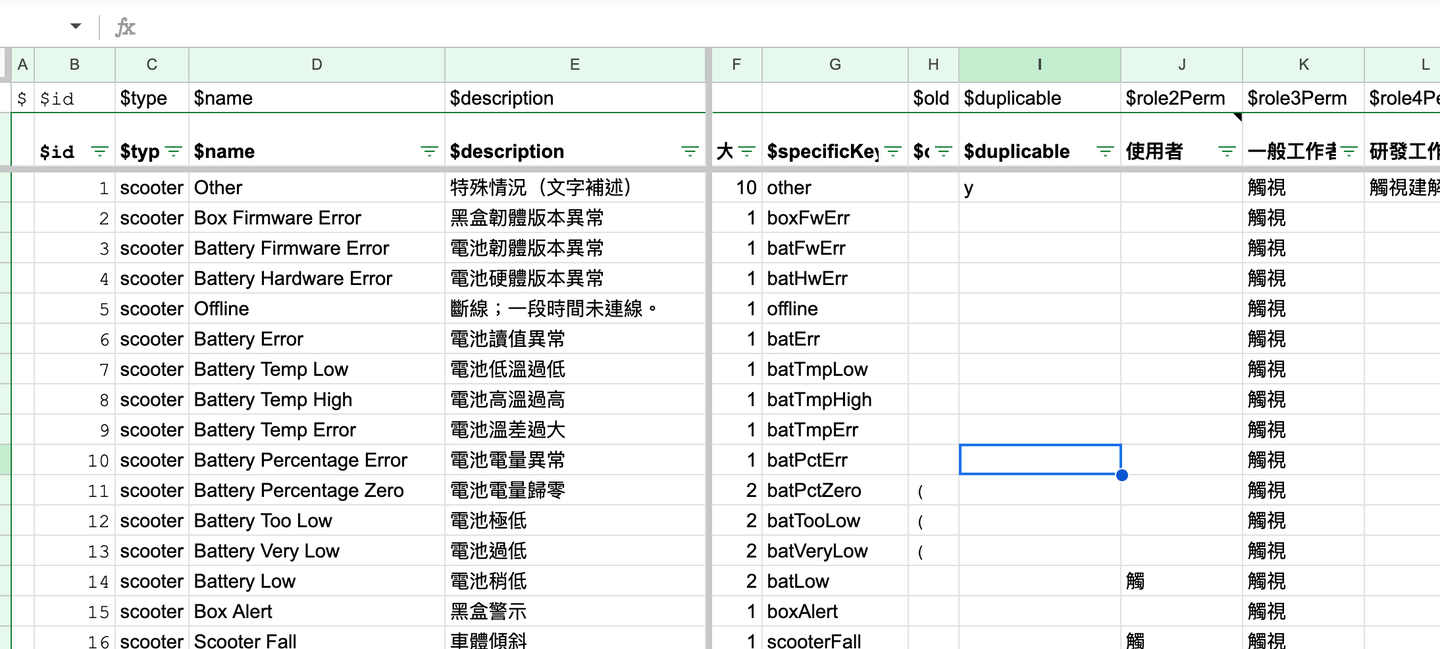 fx
A B C D E F G H I J K L
$ $id $type $name $description $old $duplicable $role2Perm $role3Perm $role4Pe
$id $typ $name $description 大 $specificKey $duplicable 使用者 一般工作者 研發工作
1 scooter Other 特殊情況（文字補述） 10 other y 觸視 觸視建解
2 scooter Box Firmware Error 黑盒韌體版本異常 1 boxFwErr 觸視
3 scooter Battery Firmware Error 電池韌體版本異常 1 batFwErr 觸視
4 scooter Battery Hardware Error 電池硬體版本異常 1 batHwErr 觸視
5 scooter Offline 斷線；一段時間未連線。 1 offline 觸視
6 scooter Battery Error 電池讀值異常 1 batErr 觸視
7 scooter Battery Temp Low 電池低溫過低 1 batTmpLow 觸視
8 scooter Battery Temp High 電池高溫過高 1 batTmpHigh 觸視
9 scooter Battery Temp Error 電池溫差過大 1 batTmpErr 觸視
10 scooter Battery Percentage Error 電池電量異常 1 batPctErr 觸視
11 scooter Battery Percentage Zero 電池電量歸零 2 batPctZero ( 觸視
12 scooter Battery Too Low 電池極低 2 batTooLow ( 觸視
13 scooter Battery Very Low 電池過低 2 batVeryLow ( 觸視
14 scooter Battery Low 電池稍低 2 batLow 觸 觸視
15 scooter Box Alert 黑盒警示 1 boxAlert 觸視
16 scooter Scooter Fall 車體傾斜 1 scooterFall 觸 觸視